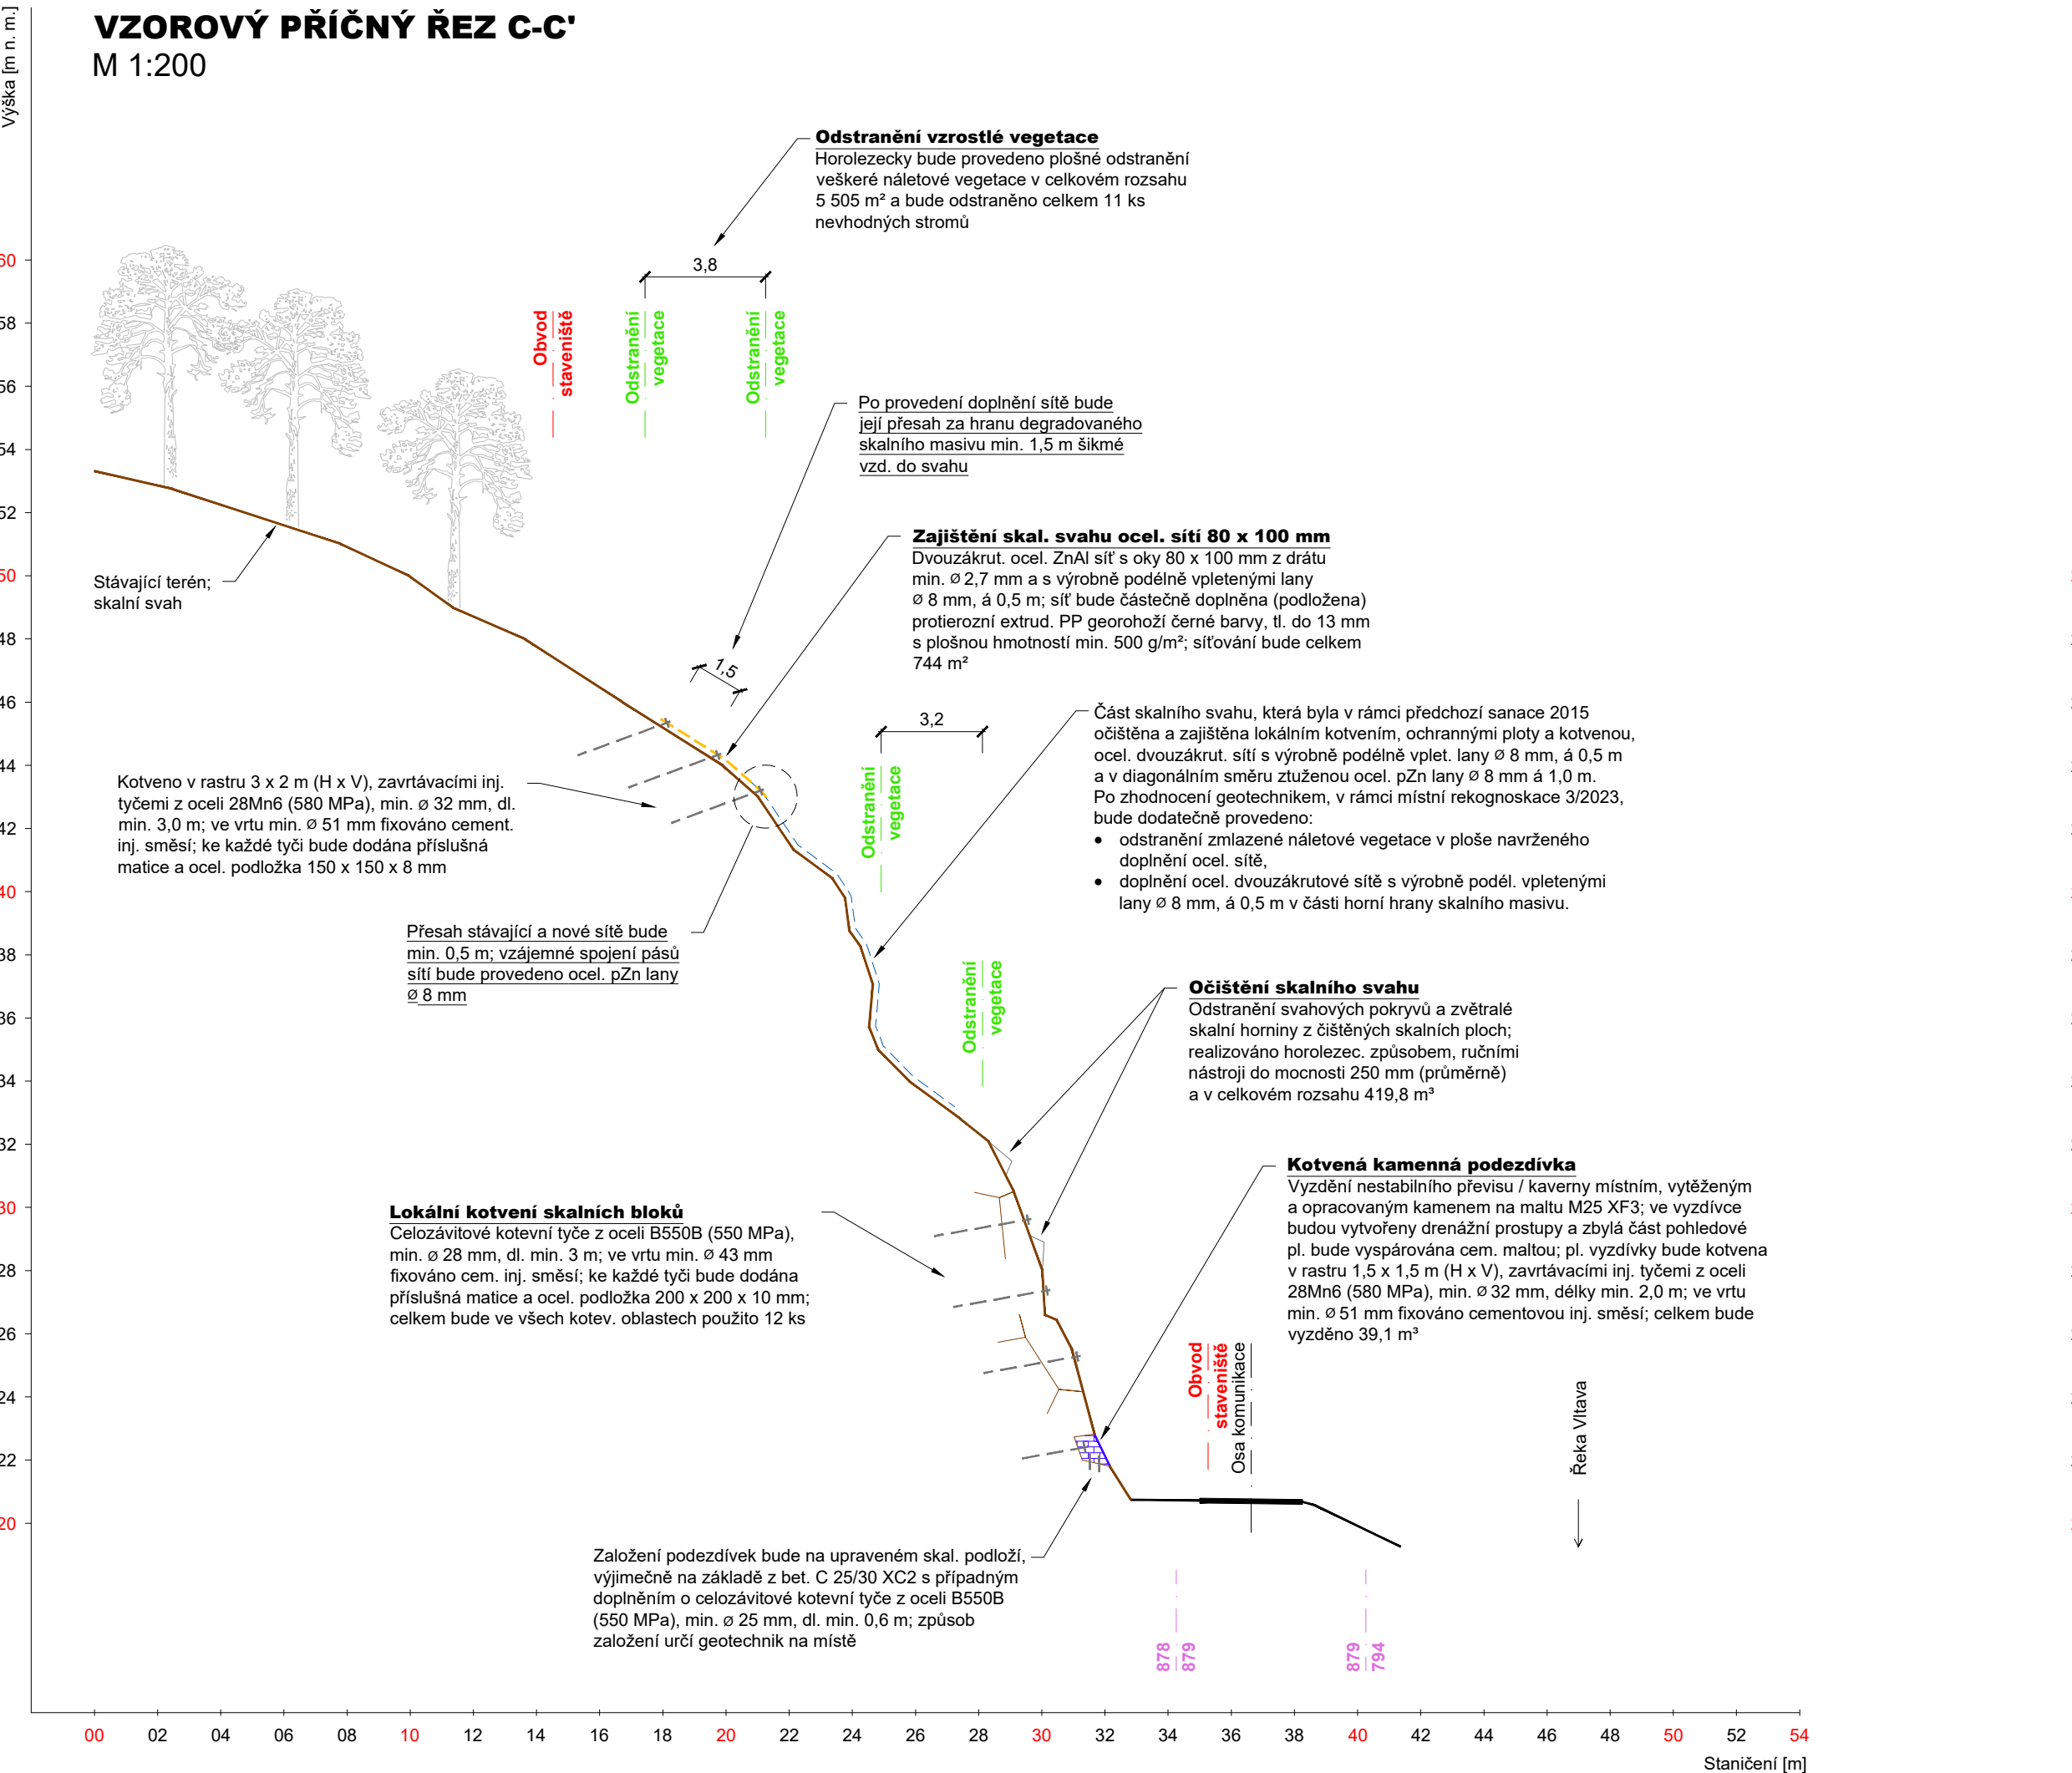 VZOROVÝ PŘÍČNÝ ŘEZ C-C'
M 1:200
Výška [m n. m.]
Odstranění vzrostlé vegetace
Horolezecky bude provedeno plošné odstranění
veškeré náletové vegetace v celkovém rozsahu
5 505 m² a bude odstraněno celkem 11 ks
nevhodných stromů
3,8
Obvod
staveniště
Odstranění
vegetace
Odstranění
vegetace
Po provedení doplnění sítě bude
její přesah za hranu degradovaného
skalního masivu min. 1,5 m šikmé
vzd. do svahu
Zajištění skal. svahu ocel. sítí 80 x 100 mm
Dvouzákrut. ocel. ZnAl síť s oky 80 x 100 mm z drátu
min. ⌀ 2,7 mm a s výrobně podélně vpletenými lany
⌀ 8 mm, á 0,5 m; síť bude částečně doplněna (podložena)
protierozní extrud. PP georohoží černé barvy, tl. do 13 mm
s plošnou hmotností min. 500 g/m²; síťování bude celkem
744 m²
Stávající terén;
skalní svah
1,5
3,2
Část skalního svahu, která byla v rámci předchozí sanace 2015
očištěna a zajištěna lokálním kotvením, ochrannými ploty a kotvenou,
ocel. dvouzákrut. sítí s výrobně podélně vplet. lany ⌀ 8 mm, á 0,5 m
a v diagonálním směru ztuženou ocel. pZn lany ⌀ 8 mm á 1,0 m.
Po zhodnocení geotechnikem, v rámci místní rekognoskace 3/2023,
bude dodatečně provedeno:
● odstranění zmlazené náletové vegetace v ploše navrženého
doplnění ocel. sítě,
● doplnění ocel. dvouzákrutové sítě s výrobně podél. vpletenými
lany ⌀ 8 mm, á 0,5 m v části horní hrany skalního masivu.
Odstranění
vegetace
Kotveno v rastru 3 x 2 m (H x V), zavrtávacími inj.
tyčemi z oceli 28Mn6 (580 MPa), min. ⌀ 32 mm, dl.
min. 3,0 m; ve vrtu min. ⌀ 51 mm fixováno cement.
inj. směsí; ke každé tyči bude dodána příslušná
matice a ocel. podložka 150 x 150 x 8 mm
Přesah stávající a nové sítě bude
min. 0,5 m; vzájemné spojení pásů
sítí bude provedeno ocel. pZn lany
⌀ 8 mm
Odstranění
vegetace
Očištění skalního svahu
Odstranění svahových pokryvů a zvětralé
skalní horniny z čištěných skalních ploch;
realizováno horolezec. způsobem, ručními
nástroji do mocnosti 250 mm (průměrně)
a v celkovém rozsahu 419,8 m³
Kotvená kamenná podezdívka
Vyzdění nestabilního převisu / kaverny místním, vytěženým
a opracovaným kamenem na maltu M25 XF3; ve vyzdívce
budou vytvořeny drenážní prostupy a zbylá část pohledové
pl. bude vyspárována cem. maltou; pl. vyzdívky bude kotvena
v rastru 1,5 x 1,5 m (H x V), zavrtávacími inj. tyčemi z oceli
28Mn6 (580 MPa), min. ⌀ 32 mm, délky min. 2,0 m; ve vrtu
min. ⌀ 51 mm fixováno cementovou inj. směsí; celkem bude
vyzděno 39,1 m³
Lokální kotvení skalních bloků
Celozávitové kotevní tyče z oceli B550B (550 MPa),
min. ⌀ 28 mm, dl. min. 3 m; ve vrtu min. ⌀ 43 mm
fixováno cem. inj. směsí; ke každé tyči bude dodána
příslušná matice a ocel. podložka 200 x 200 x 10 mm;
celkem bude ve všech kotev. oblastech použito 12 ks
Obvod
staveniště
Osa komunikace
Řeka Vltava
Založení podezdívek bude na upraveném skal. podloží,
výjimečně na základě z bet. C 25/30 XC2 s případným
doplněním o celozávitové kotevní tyče z oceli B550B
(550 MPa), min. ⌀ 25 mm, dl. min. 0,6 m; způsob
založení určí geotechnik na místě
878
879
879
794
60
58
56
54
52
50
48
46
44
42
40
38
36
34
32
30
28
26
24
22
20
00 02 04 06 08 10 12 14 16 18 20 22 24 26 28 30 32 34 36 38 40 42 44 46 48 50 52 54
Staničení [m]